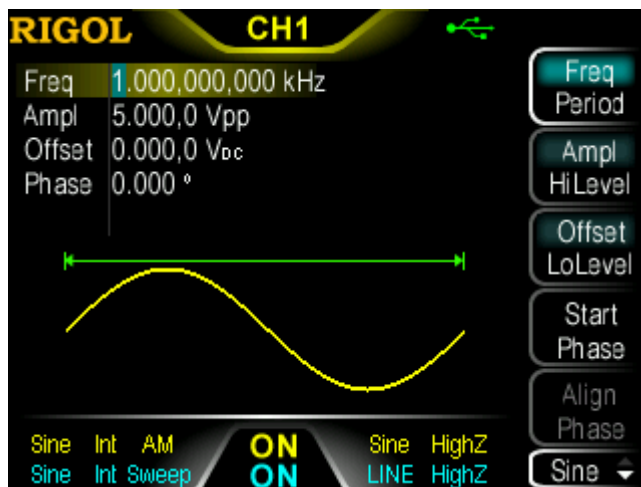 RIGOL CH1
Freq 1.000,000,000 kHz
Ampl 5.000,0 Vpp
Offset 0.000,0 VDC
Phase 0.000 °
Freq
Period
Ampl
HiLevel
Offset
LoLevel
Start
Phase
Align
Phase
Sine
Sine Int AM ON Sine HighZ
Sine Int Sweep ON LINE HighZ